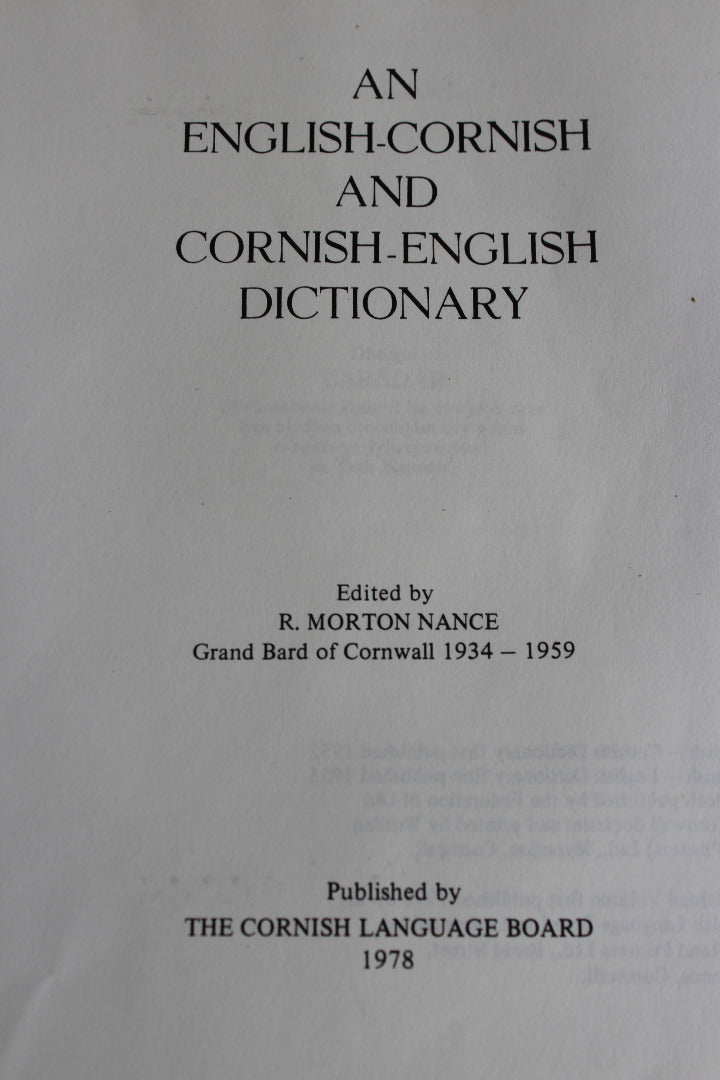 AN
ENGLISH-CORNISH
AND
CORNISH-ENGLISH
DICTIONARY
Edited by
R. MORTON NANCE
Grand Bard of Cornwall 1934 – 1959
Published by
THE CORNISH LANGUAGE BOARD
1978